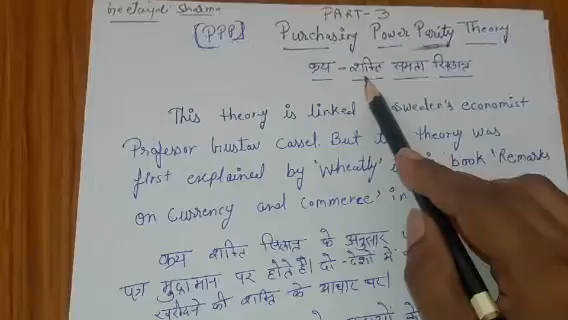 Geetanjali Sharma
PART-3
[PPP] Purchasing Power Parity Theory
क्रय - शक्ति समता सिद्धान्त
This theory is linked Sweden's economist
Professor Gustav Cassel. But theory was
first explained by 'Wheatly' book 'Remarks
on Currency and Commerce' in
क्रय शक्ति सिद्धान्त के अनुसार
पत्र मुद्रामान पर होते हैं। दो-देशों में
खरीदने की शक्ति के आधार पर।